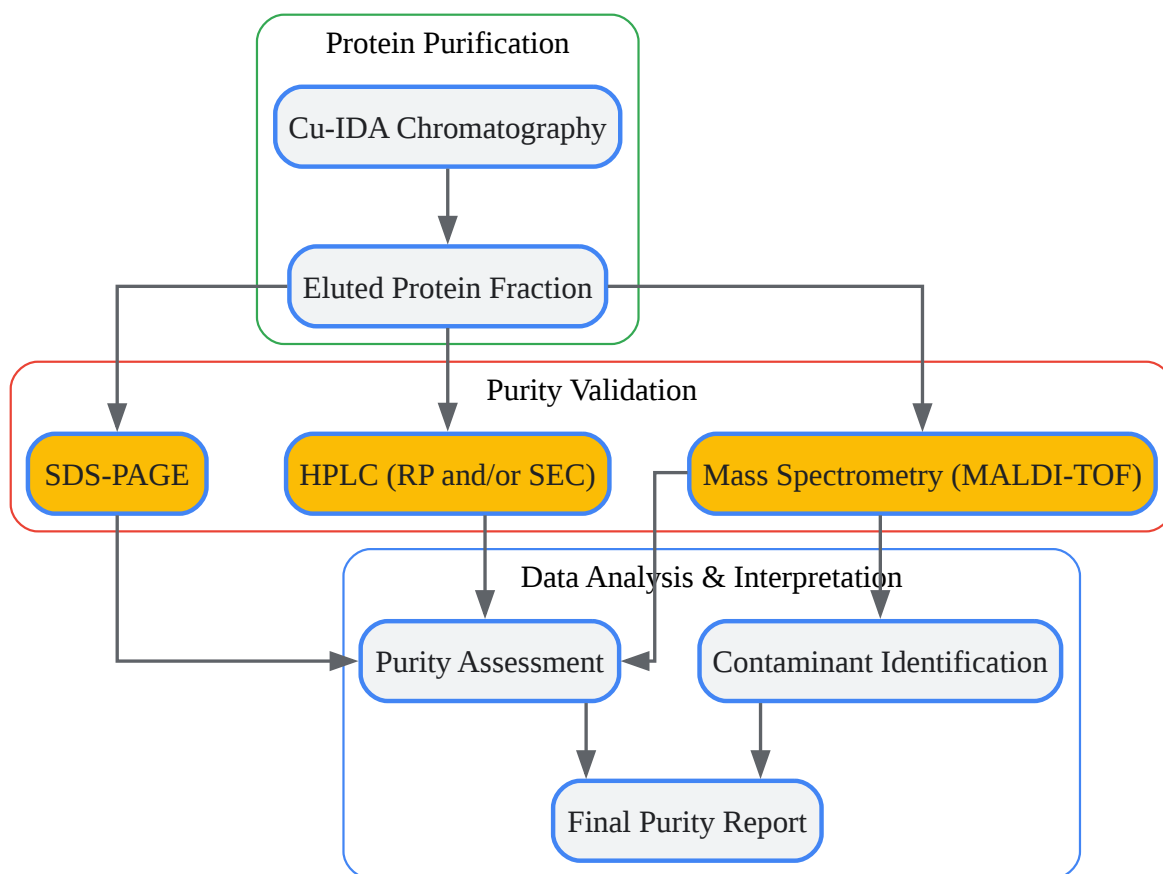 Protein Purification
Cu-IDA Chromatography
Eluted Protein Fraction
Purity Validation
SDS-PAGE
HPLC (RP and/or SEC)
Mass Spectrometry (MALDI-TOF)
Data Analysis & Interpretation
Purity Assessment
Contaminant Identification
Final Purity Report